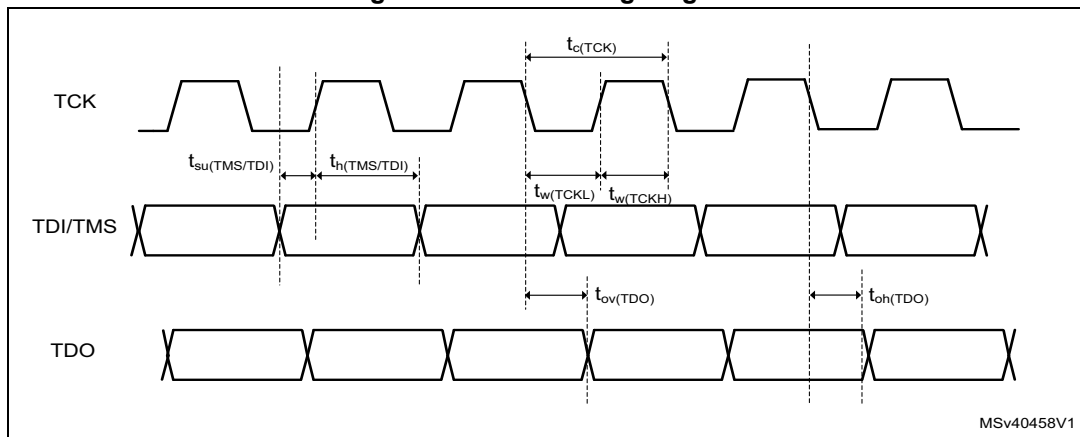 t_c(TCK)
TCK
t_su(TMS/TDI)
t_h(TMS/TDI)
t_w(TCKL)
t_w(TCKH)
TDI/TMS
t_ov(TDO)
t_oh(TDO)
TDO
MSv40458V1